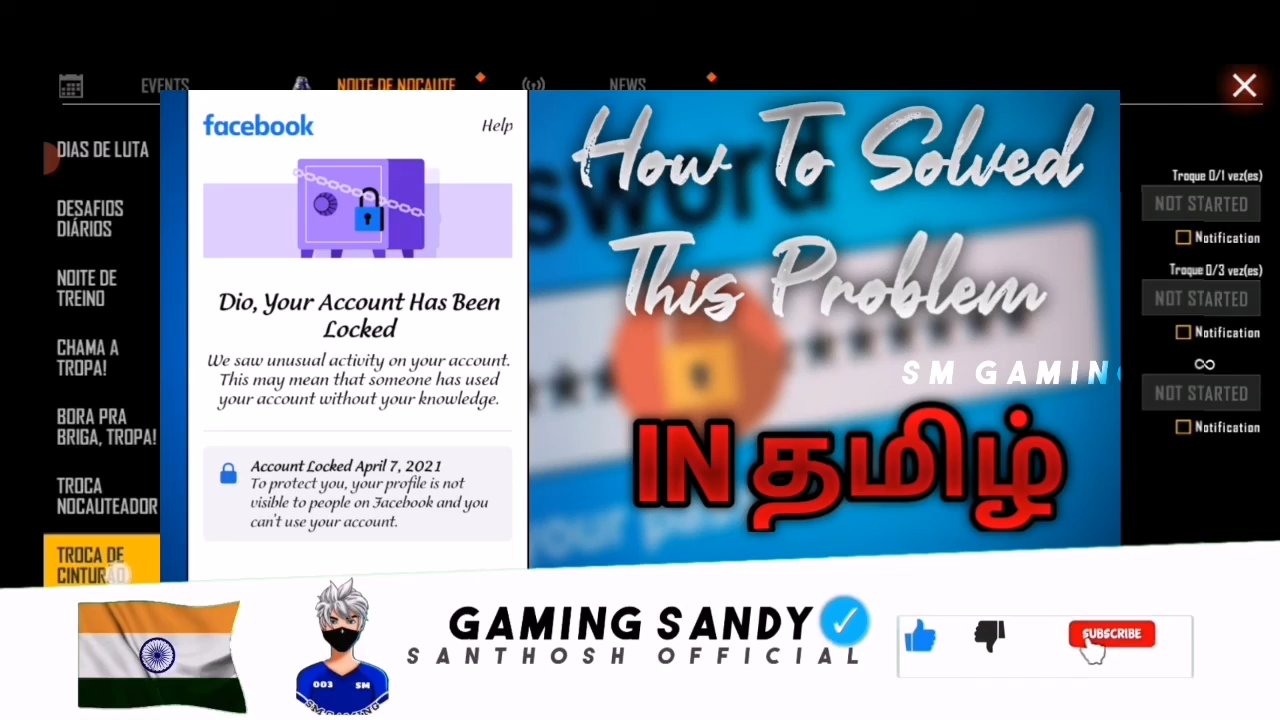 EVENTS
NOITE DE NOCAUTE
NEWS
DIAS DE LUTA
DESAFIOS
DIÁRIOS
NOITE DE
TREINO
CHAMA A
TROPA!
BORA PRA
BRIGA, TROPA!
TROCA
NOCAUTEADOR
TROCA DE
CINTURÃO
facebook
Help
Dio, Your Account Has Been
Locked
We saw unusual activity on your account.
This may mean that someone has used
your account without your knowledge.
Account Locked April 7, 2021
To protect you, your profile is not
visible to people on Facebook and you
can't use your account.
sword
How To Solved
This Problem
SM GAMIN
IN தமிழ்
your pas
Troque 0/1 vez(es)
NOT STARTED
Notification
Troque 0/3 vez(es)
NOT STARTED
Notification
∞
NOT STARTED
Notification
003 SM
SM GAMING
GAMING SANDY
SANTHOSH OFFICIAL
SUBSCRIBE